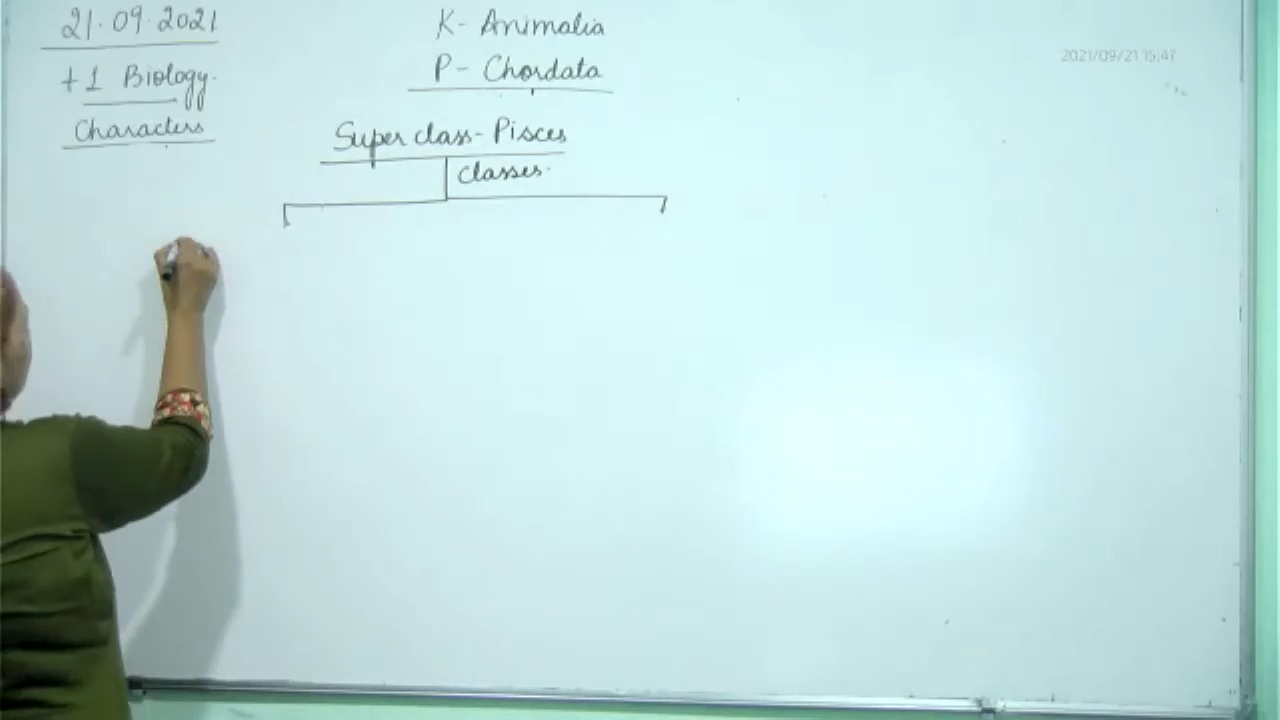 21.09.2021
+1 Biology.
Characters
K- Animalia
P- Chordata
Super class- Pisces
Classes.
2021/09/21 15:47